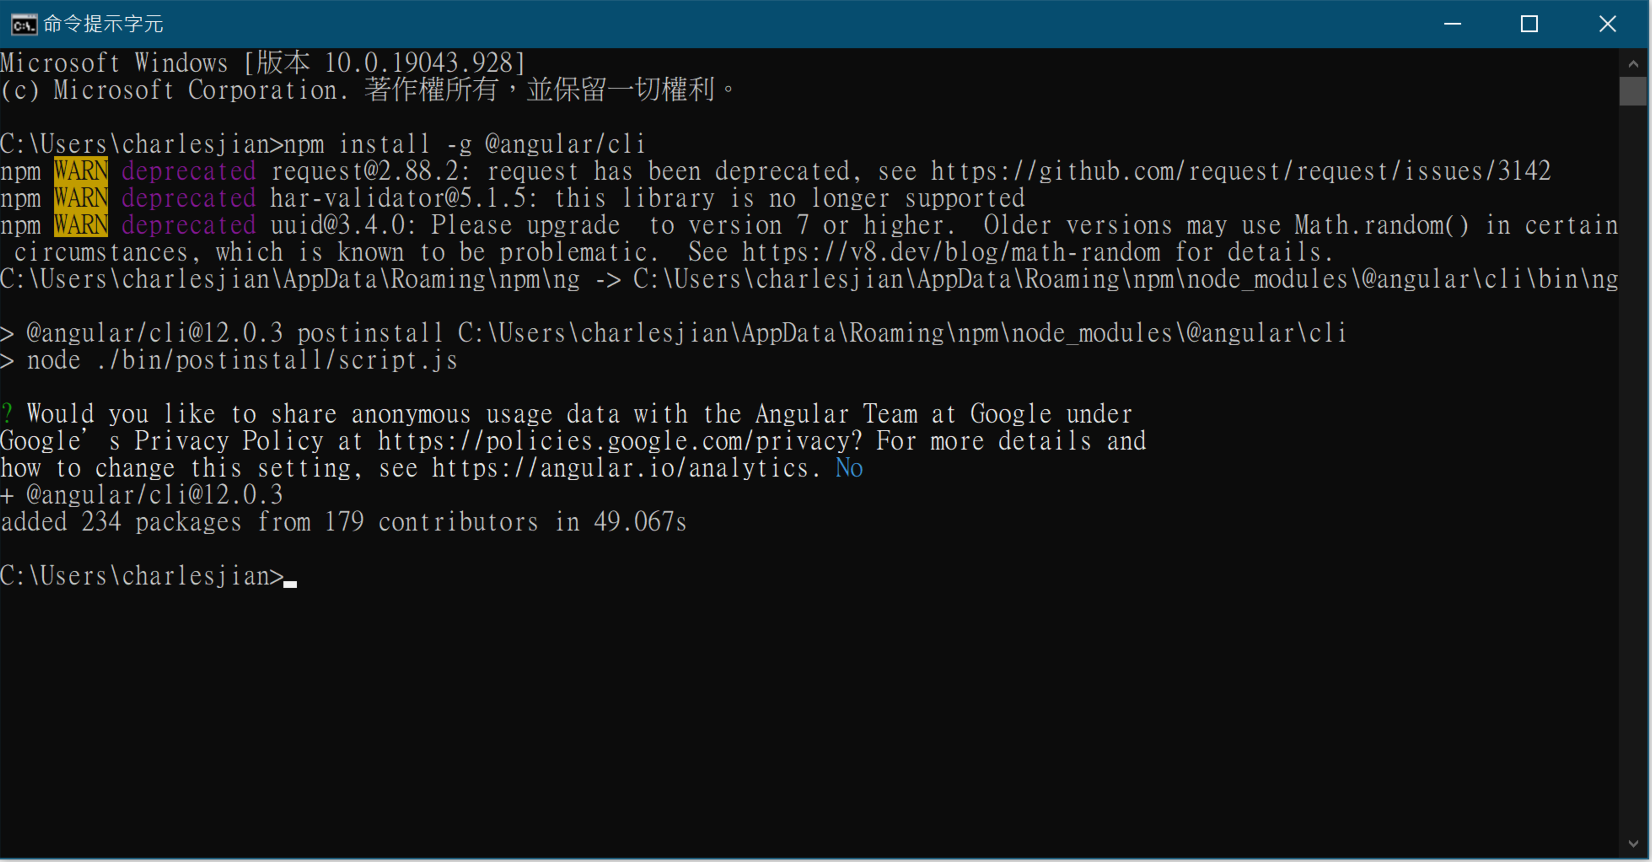 命令提示字元
Microsoft Windows [版本 10.0.19043.928]
(c) Microsoft Corporation. 著作權所有，並保留一切權利。
C:\Users\charlesjian>npm install -g @angular/cli
npm WARN deprecated request@2.88.2: request has been deprecated, see https://github.com/request/request/issues/3142
npm WARN deprecated har-validator@5.1.5: this library is no longer supported
npm WARN deprecated uuid@3.4.0: Please upgrade  to version 7 or higher.  Older versions may use Math.random() in certain
 circumstances, which is known to be problematic.  See https://v8.dev/blog/math-random for details.
C:\Users\charlesjian\AppData\Roaming\npm\ng -> C:\Users\charlesjian\AppData\Roaming\npm\node_modules\@angular\cli\bin\ng
> @angular/cli@12.0.3 postinstall C:\Users\charlesjian\AppData\Roaming\npm\node_modules\@angular\cli
> node ./bin/postinstall/script.js
? Would you like to share anonymous usage data with the Angular Team at Google under
Google’s Privacy Policy at https://policies.google.com/privacy? For more details and
how to change this setting, see https://angular.io/analytics. No
+ @angular/cli@12.0.3
added 234 packages from 179 contributors in 49.067s
C:\Users\charlesjian>